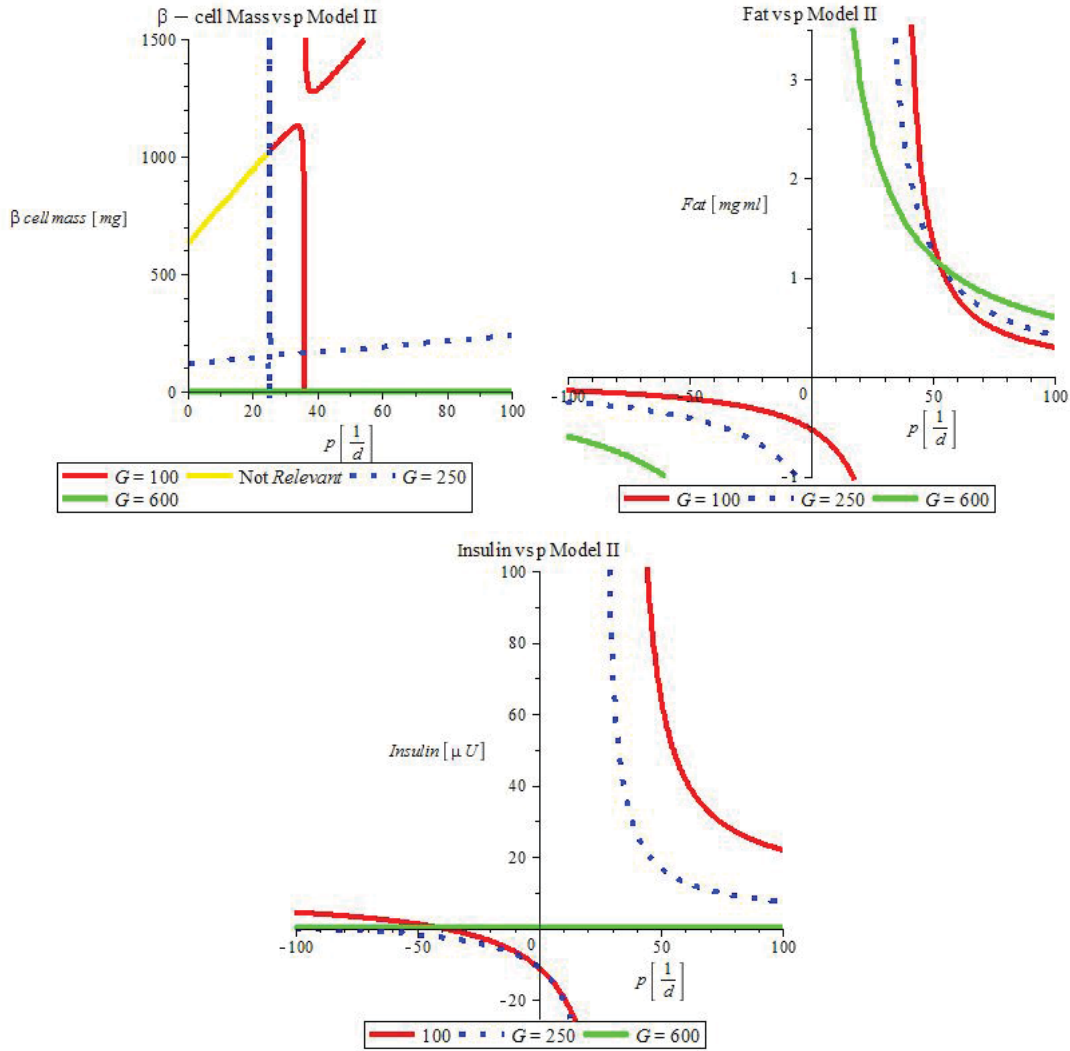 β – cell Mass vs p Model II
1500
1000
β cell mass [mg]
500
0
0 20 40 60 80 100
p [1/d]
G = 100 Not Relevant G = 250
G = 600
Fat vs p Model II
3
Fat [mg ml]
2
1
-100 -50 0 50 100
p [1/d]
-1
G = 100 G = 250 G = 600
Insulin vs p Model II
100
80
60
Insulin [μ U]
40
20
-100 -50 0 50 100
p [1/d]
-20
100 G = 250 G = 600